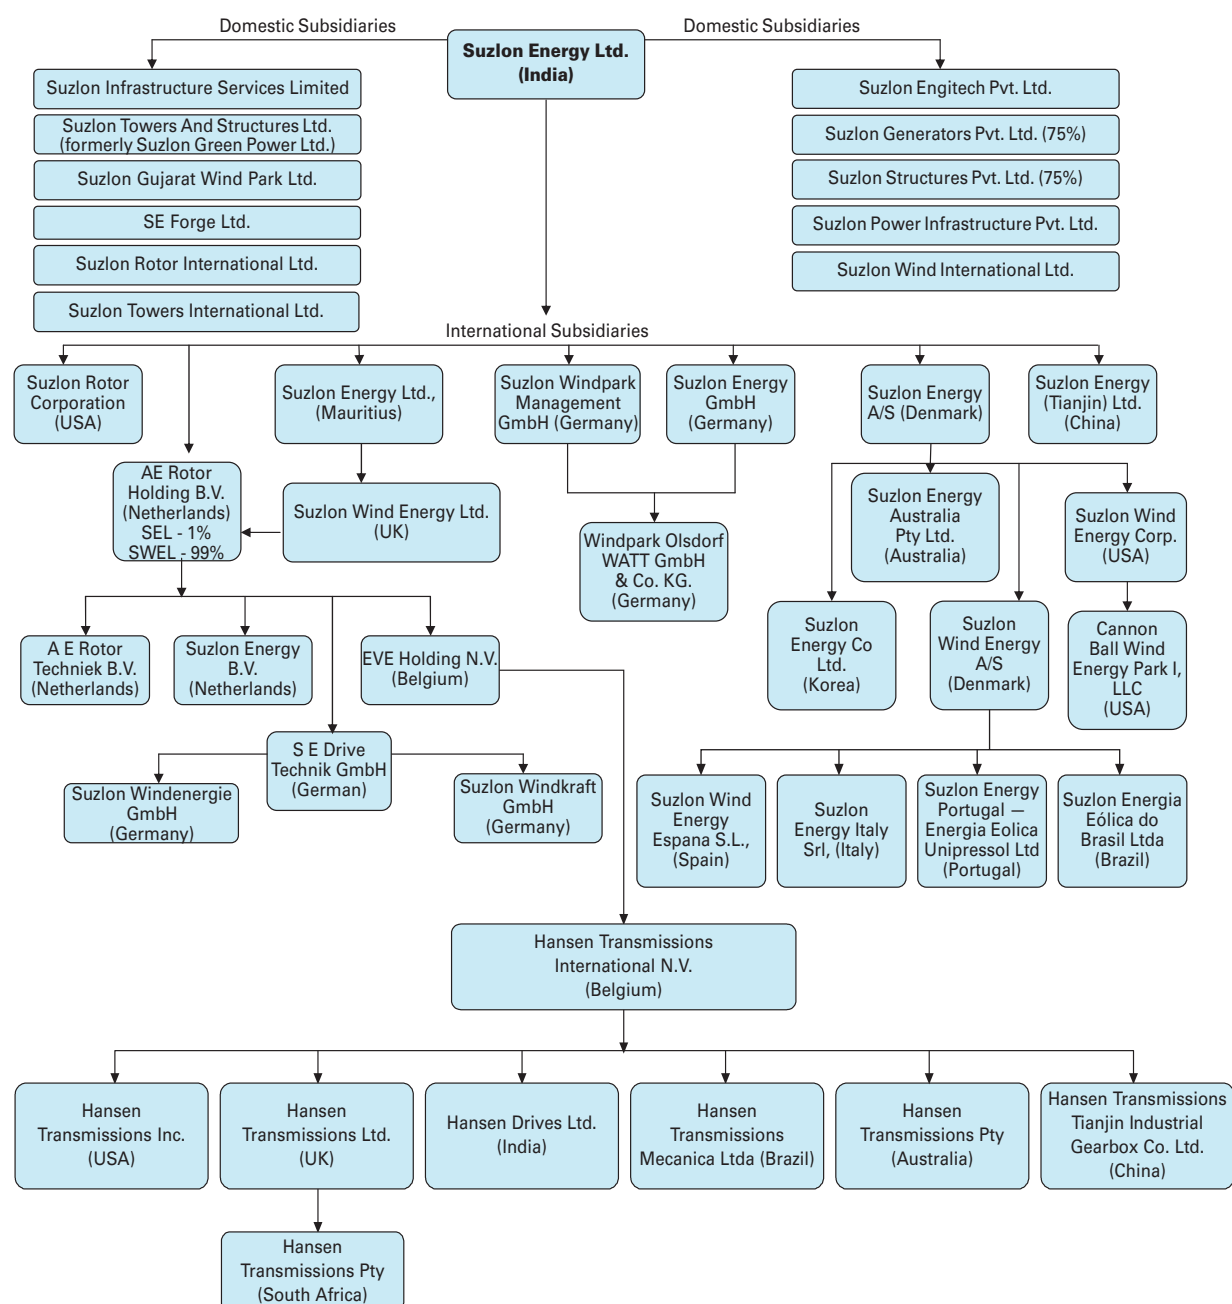 Domestic Subsidiaries
Domestic Subsidiaries
Suzlon Energy Ltd.
(India)
Suzlon Infrastructure Services Limited
Suzlon Towers And Structures Ltd.
(formerly Suzlon Green Power Ltd.)
Suzlon Gujarat Wind Park Ltd.
SE Forge Ltd.
Suzlon Rotor International Ltd.
Suzlon Towers International Ltd.
Suzlon Engitech Pvt. Ltd.
Suzlon Generators Pvt. Ltd. (75%)
Suzlon Structures Pvt. Ltd. (75%)
Suzlon Power Infrastructure Pvt. Ltd.
Suzlon Wind International Ltd.
International Subsidiaries
Suzlon Rotor
Corporation
(USA)
Suzlon Energy Ltd.,
(Mauritius)
Suzlon Windpark
Management
GmbH (Germany)
Suzlon Energy
GmbH
(Germany)
Suzlon Energy
A/S (Denmark)
Suzlon Energy
(Tianjin) Ltd.
(China)
AE Rotor
Holding B.V.
(Netherlands)
SEL - 1%
SWEL - 99%
Suzlon Wind Energy Ltd.
(UK)
Windpark Olsdorf
WATT GmbH
& Co. KG.
(Germany)
Suzlon Energy
Australia
Pty Ltd.
(Australia)
Suzlon Wind
Energy Corp.
(USA)
A E Rotor
Techniek B.V.
(Netherlands)
Suzlon Energy
B.V.
(Netherlands)
EVE Holding N.V.
(Belgium)
Suzlon
Energy Co
Ltd.
(Korea)
Suzlon
Wind Energy
A/S
(Denmark)
Cannon
Ball Wind
Energy Park I,
LLC
(USA)
S E Drive
Technik GmbH
(German)
Suzlon Windenergie
GmbH
(Germany)
Suzlon Windkraft
GmbH
(Germany)
Suzlon Wind
Energy
Espana S.L.,
(Spain)
Suzlon
Energy Italy
Srl, (Italy)
Suzlon Energy
Portugal —
Energia Eolica
Unipressol Ltd
(Portugal)
Suzlon Energia
Eólica do
Brasil Ltda
(Brazil)
Hansen Transmissions
International N.V.
(Belgium)
Hansen
Transmissions Inc.
(USA)
Hansen
Transmissions Ltd.
(UK)
Hansen Drives Ltd.
(India)
Hansen
Transmissions
Mecanica Ltda (Brazil)
Hansen
Transmissions Pty
(Australia)
Hansen Transmissions
Tianjin Industrial
Gearbox Co. Ltd.
(China)
Hansen
Transmissions Pty
(South Africa)